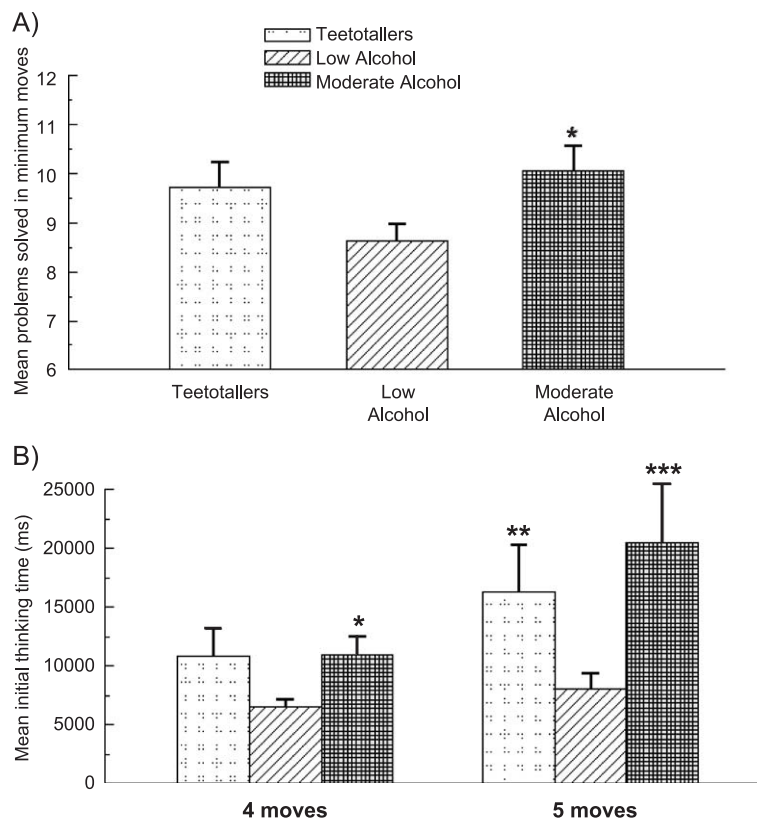 A)
Teetotallers
Low Alcohol
Moderate Alcohol
Mean problems solved in minimum moves
12
11
10
9
8
7
6
*
Teetotallers
Low
Alcohol
Moderate
Alcohol
B)
Mean initial thinking time (ms)
25000
20000
15000
10000
5000
0
*
**
***
4 moves
5 moves